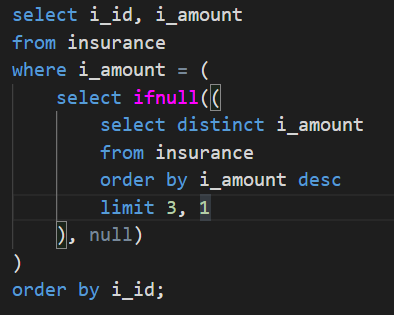 select i_id, i_amount
from insurance
where i_amount = (
    select ifnull((
        select distinct i_amount
        from insurance
        order by i_amount desc
        limit 3, 1
    ), null)
)
order by i_id;